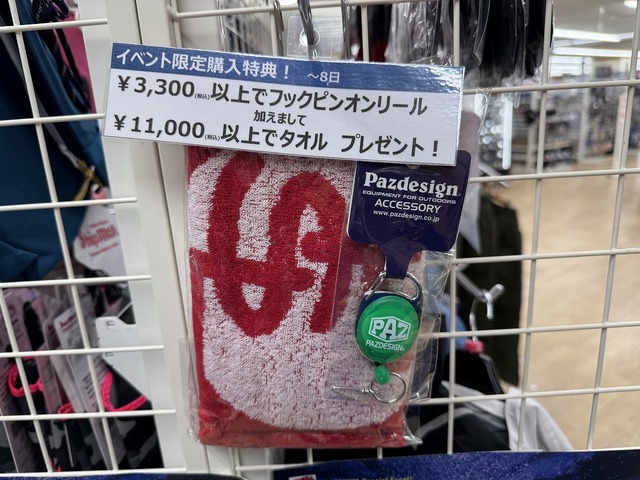 イベント限定購入特典！ ～8日
￥3,300(税込)以上でフックピンオンリール
加えまして
￥11,000(税込)以上でタオル プレゼント！
Pazdesign®
EQUIPMENT FOR OUTDOORS
ACCESSORY
www.pazdesign.co.jp
PAZ
PAZDESIGN®